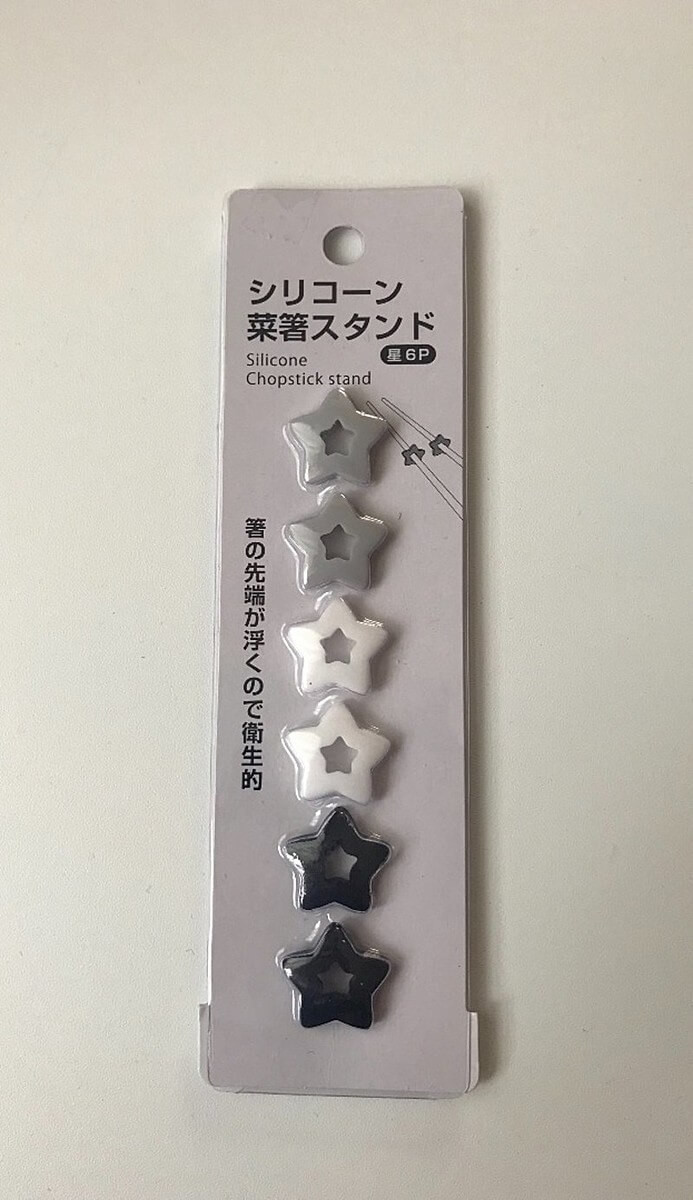 シリコーン
菜箸スタンド
星6P
Silicone
Chopstick stand
箸の先端が浮くので衛生的